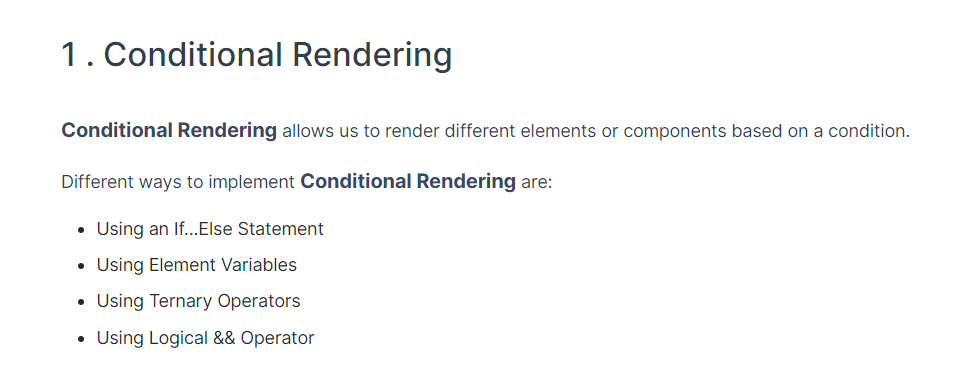 1 . Conditional Rendering
Conditional Rendering allows us to render different elements or components based on a condition.
Different ways to implement Conditional Rendering are:
• Using an If...Else Statement
• Using Element Variables
• Using Ternary Operators
• Using Logical && Operator